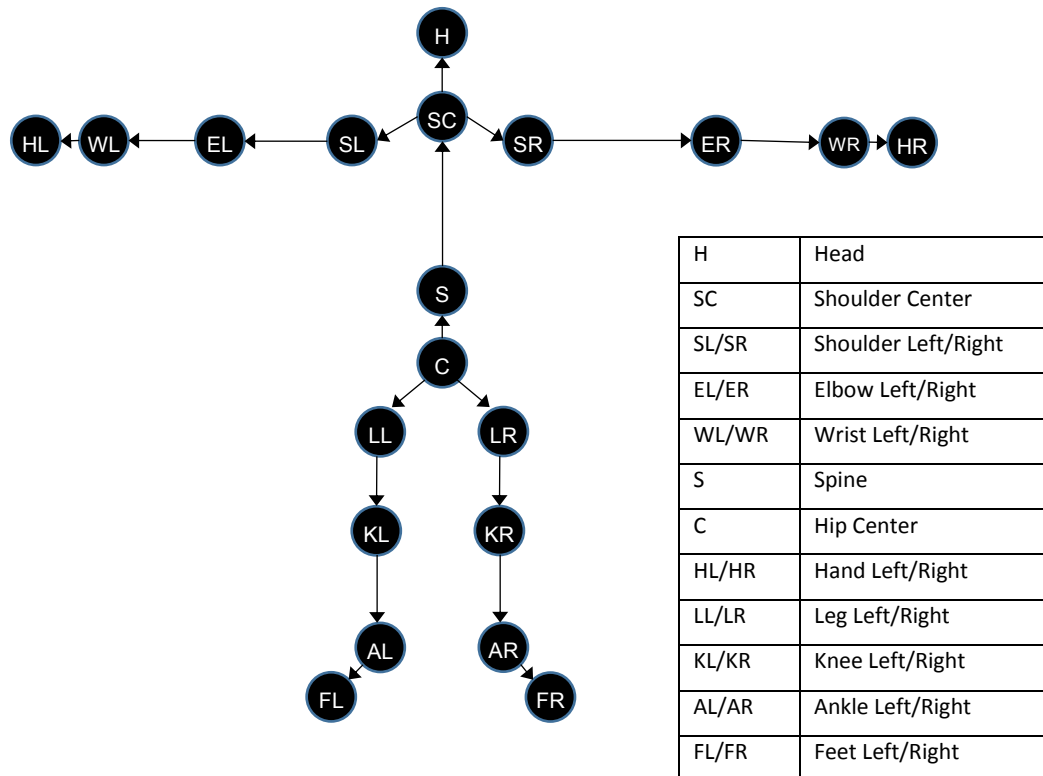 H
SC
HL WL EL SL SR ER WR HR
S
C
LL LR
KL KR
AL AR
FL FR
H Head
SC Shoulder Center
SL/SR Shoulder Left/Right
EL/ER Elbow Left/Right
WL/WR Wrist Left/Right
S Spine
C Hip Center
HL/HR Hand Left/Right
LL/LR Leg Left/Right
KL/KR Knee Left/Right
AL/AR Ankle Left/Right
FL/FR Feet Left/Right